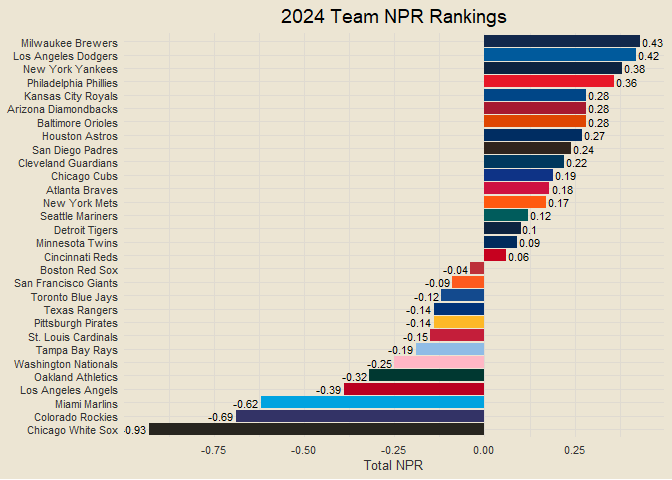 2024 Team NPR Rankings
Milwaukee Brewers 0.43
Los Angeles Dodgers 0.42
New York Yankees 0.38
Philadelphia Phillies 0.36
Kansas City Royals 0.28
Arizona Diamondbacks 0.28
Baltimore Orioles 0.28
Houston Astros 0.27
San Diego Padres 0.24
Cleveland Guardians 0.22
Chicago Cubs 0.19
Atlanta Braves 0.18
New York Mets 0.17
Seattle Mariners 0.12
Detroit Tigers 0.1
Minnesota Twins 0.09
Cincinnati Reds 0.06
Boston Red Sox -0.04
San Francisco Giants -0.09
Toronto Blue Jays -0.12
Texas Rangers -0.14
Pittsburgh Pirates -0.14
St. Louis Cardinals -0.15
Tampa Bay Rays -0.19
Washington Nationals -0.25
Oakland Athletics -0.32
Los Angeles Angels -0.39
Miami Marlins -0.62
Colorado Rockies -0.69
Chicago White Sox -0.93
-0.75 -0.50 -0.25 0.00 0.25
Total NPR